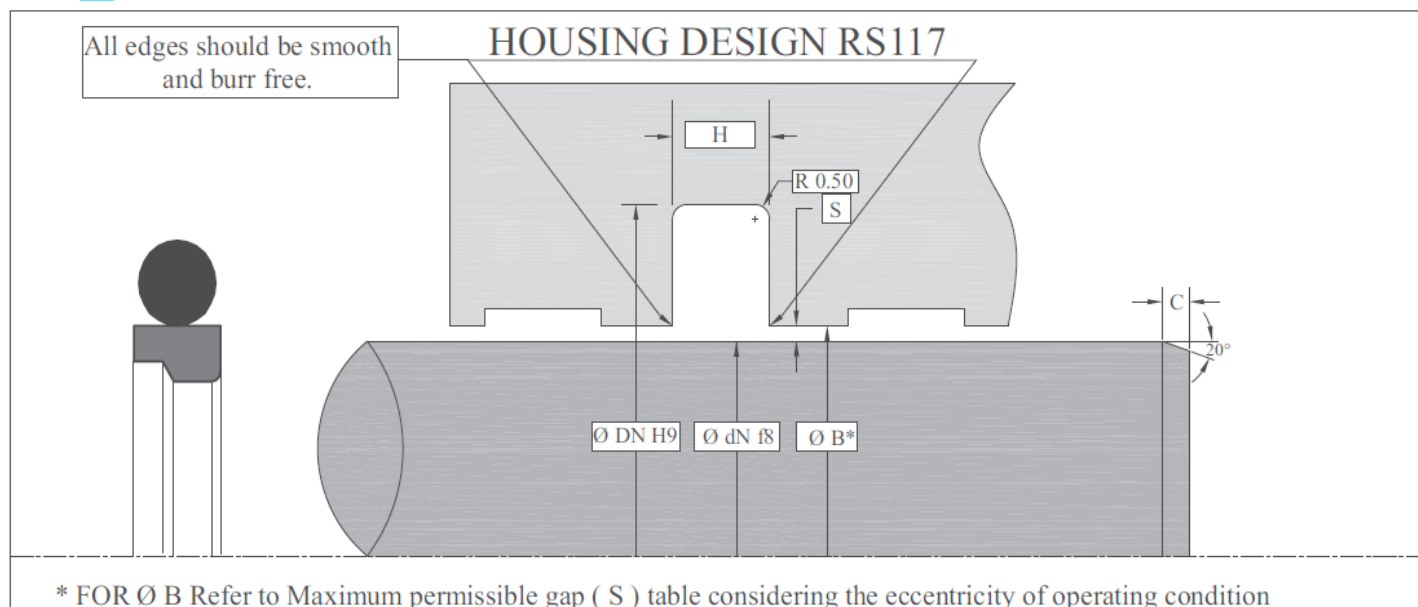 All edges should be smooth
and burr free.
HOUSING DESIGN RS117
H
R 0.50
S
C
20°
Ø DN H9
Ø dN f8
Ø B*
* FOR Ø B Refer to Maximum permissible gap ( S ) table considering the eccentricity of operating condition